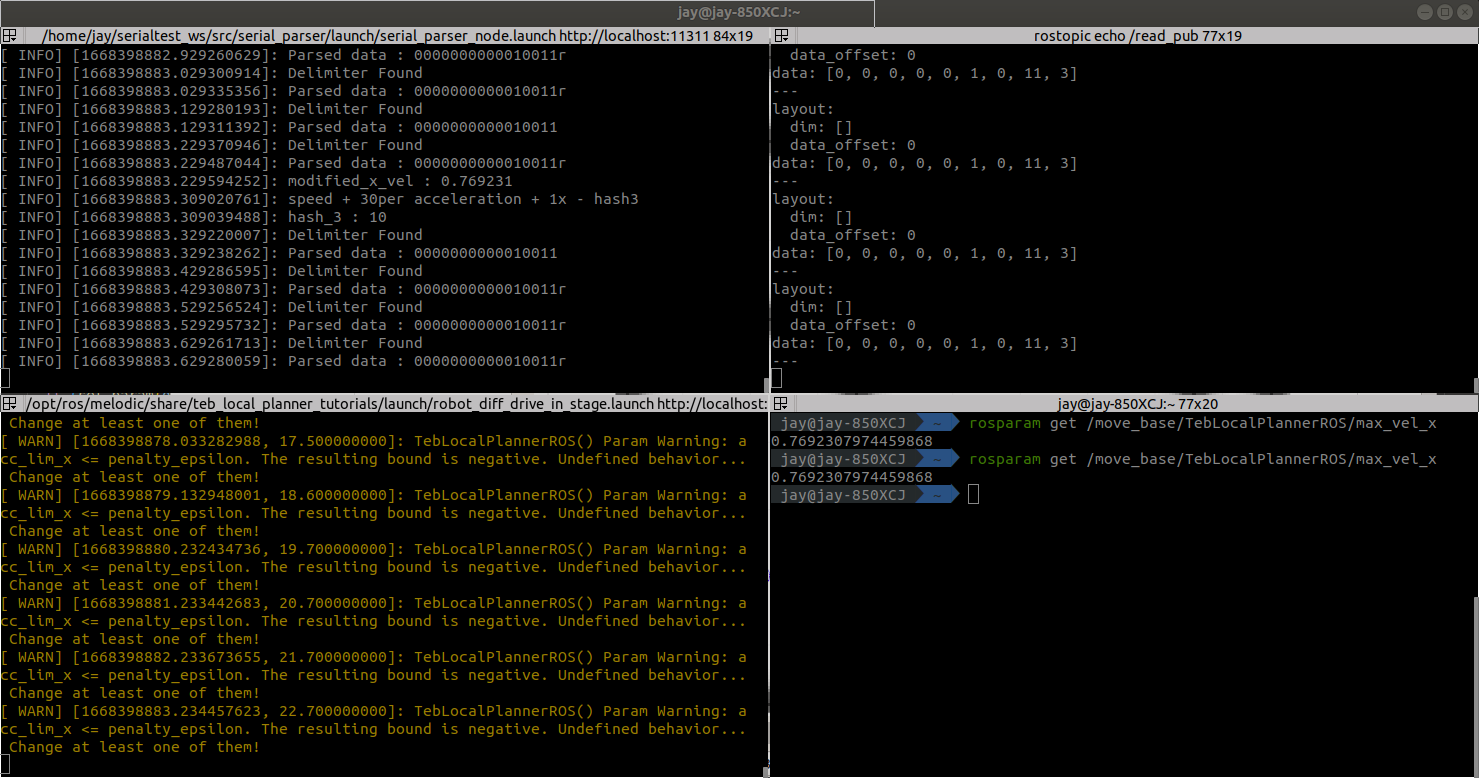 jay@jay-850XCJ:~
/home/jay/serialtest_ws/src/serial_parser/launch/serial_parser_node.launch http://localhost:11311 84x19
[ INFO] [1668398882.929260629]: Parsed data : 0000000000010011r
[ INFO] [1668398883.029300914]: Delimiter Found
[ INFO] [1668398883.029335356]: Parsed data : 0000000000010011r
[ INFO] [1668398883.129280193]: Delimiter Found
[ INFO] [1668398883.129311392]: Parsed data : 0000000000010011
[ INFO] [1668398883.229370946]: Delimiter Found
[ INFO] [1668398883.229487044]: Parsed data : 0000000000010011r
[ INFO] [1668398883.229594252]: modified_x_vel : 0.769231
[ INFO] [1668398883.309020761]: speed + 30per acceleration + 1x - hash3
[ INFO] [1668398883.309039488]: hash_3 : 10
[ INFO] [1668398883.329220007]: Delimiter Found
[ INFO] [1668398883.329238262]: Parsed data : 0000000000010011
[ INFO] [1668398883.429286595]: Delimiter Found
[ INFO] [1668398883.429308073]: Parsed data : 0000000000010011r
[ INFO] [1668398883.529256524]: Delimiter Found
[ INFO] [1668398883.529295732]: Parsed data : 0000000000010011r
[ INFO] [1668398883.629261713]: Delimiter Found
[ INFO] [1668398883.629280059]: Parsed data : 0000000000010011r
rostopic echo /read_pub 77x19
data_offset: 0
data: [0, 0, 0, 0, 0, 1, 0, 11, 3]
---
layout:
dim: []
data_offset: 0
data: [0, 0, 0, 0, 0, 1, 0, 11, 3]
---
layout:
dim: []
data_offset: 0
data: [0, 0, 0, 0, 0, 1, 0, 11, 3]
---
layout:
dim: []
data_offset: 0
data: [0, 0, 0, 0, 0, 1, 0, 11, 3]
---
/opt/ros/melodic/share/teb_local_planner_tutorials/launch/robot_diff_drive_in_stage.launch http://localhost:
Change at least one of them!
[ WARN] [1668398878.033282988, 17.500000000]: TebLocalPlannerROS() Param Warning: a
cc_lim_x <= penalty_epsilon. The resulting bound is negative. Undefined behavior...
Change at least one of them!
[ WARN] [1668398879.132948001, 18.600000000]: TebLocalPlannerROS() Param Warning: a
cc_lim_x <= penalty_epsilon. The resulting bound is negative. Undefined behavior...
Change at least one of them!
[ WARN] [1668398880.232434736, 19.700000000]: TebLocalPlannerROS() Param Warning: a
cc_lim_x <= penalty_epsilon. The resulting bound is negative. Undefined behavior...
Change at least one of them!
[ WARN] [1668398881.233442683, 20.700000000]: TebLocalPlannerROS() Param Warning: a
cc_lim_x <= penalty_epsilon. The resulting bound is negative. Undefined behavior...
Change at least one of them!
[ WARN] [1668398882.233673655, 21.700000000]: TebLocalPlannerROS() Param Warning: a
cc_lim_x <= penalty_epsilon. The resulting bound is negative. Undefined behavior...
Change at least one of them!
[ WARN] [1668398883.234457623, 22.700000000]: TebLocalPlannerROS() Param Warning: a
cc_lim_x <= penalty_epsilon. The resulting bound is negative. Undefined behavior...
Change at least one of them!
jay@jay-850XCJ:~ 77x20
jay@jay-850XCJ ~ rosparam get /move_base/TebLocalPlannerROS/max_vel_x
0.7692307974459868
jay@jay-850XCJ ~ rosparam get /move_base/TebLocalPlannerROS/max_vel_x
0.7692307974459868
jay@jay-850XCJ ~